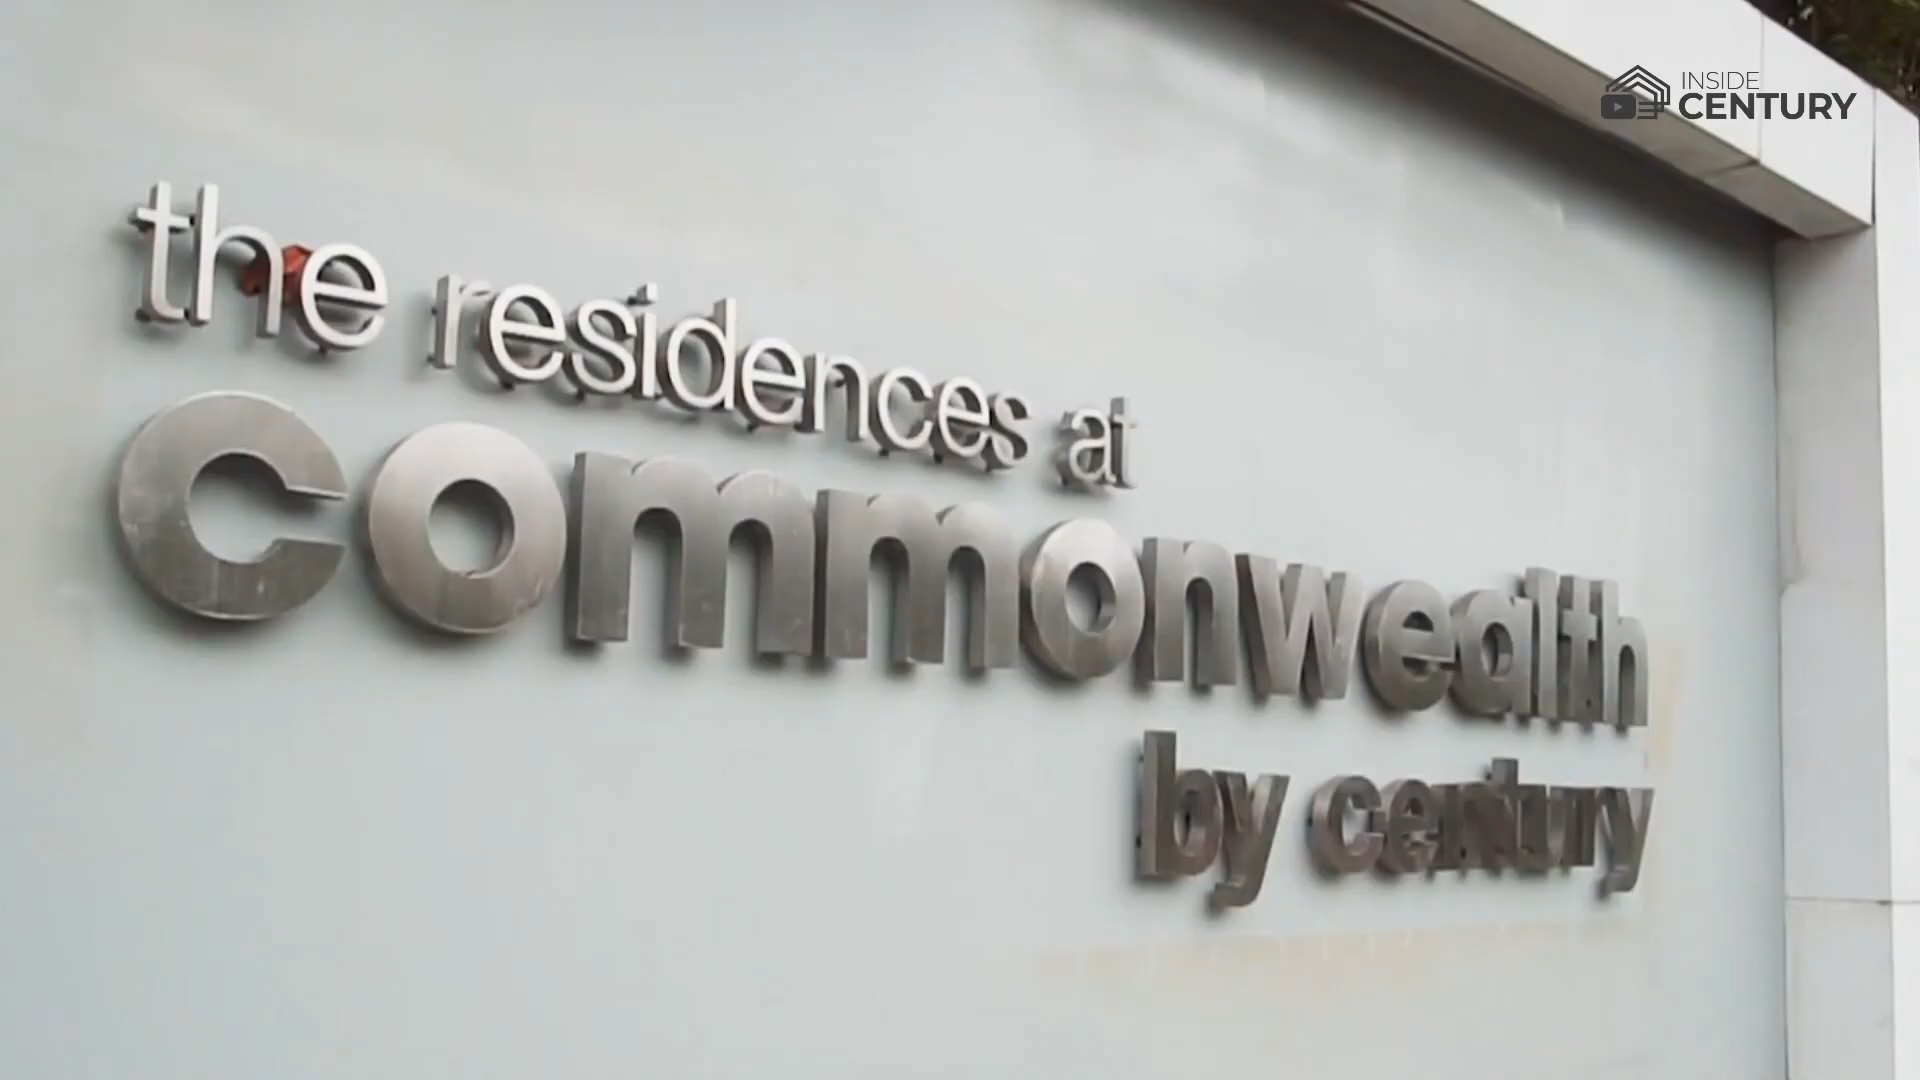 INSIDE
CENTURY
the residences at
commonwealth
by century